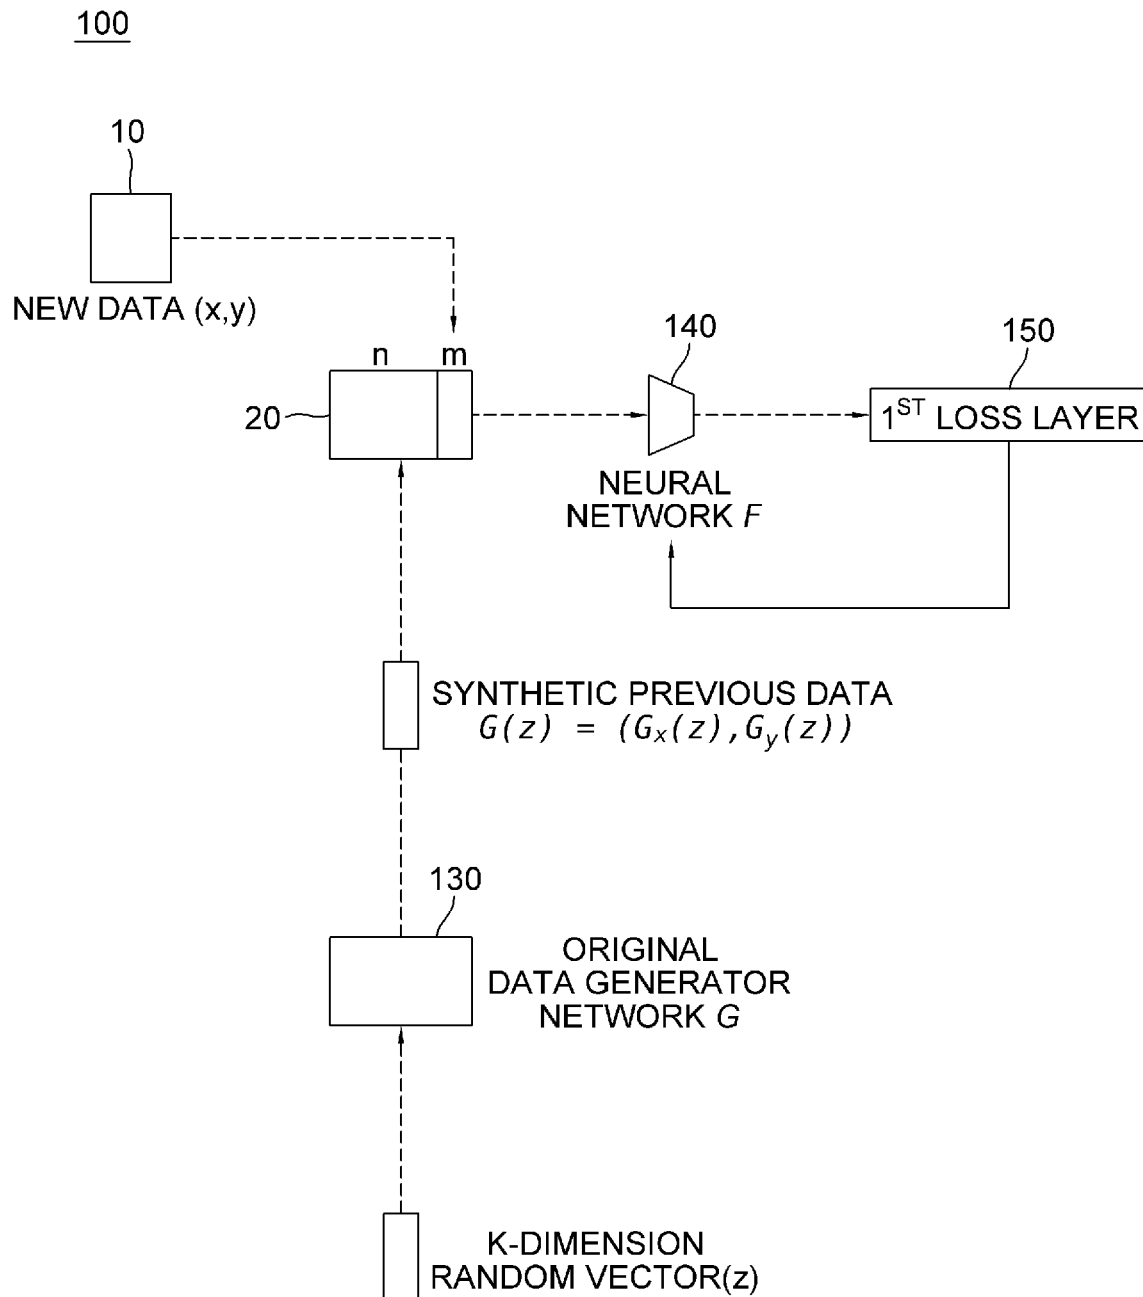 100
10
NEW DATA (x,y)
n m
20
140
150
1ST LOSS LAYER
NEURAL
NETWORK F
SYNTHETIC PREVIOUS DATA
G(z) = (Gx(z),Gy(z))
130
ORIGINAL
DATA GENERATOR
NETWORK G
K-DIMENSION
RANDOM VECTOR(z)